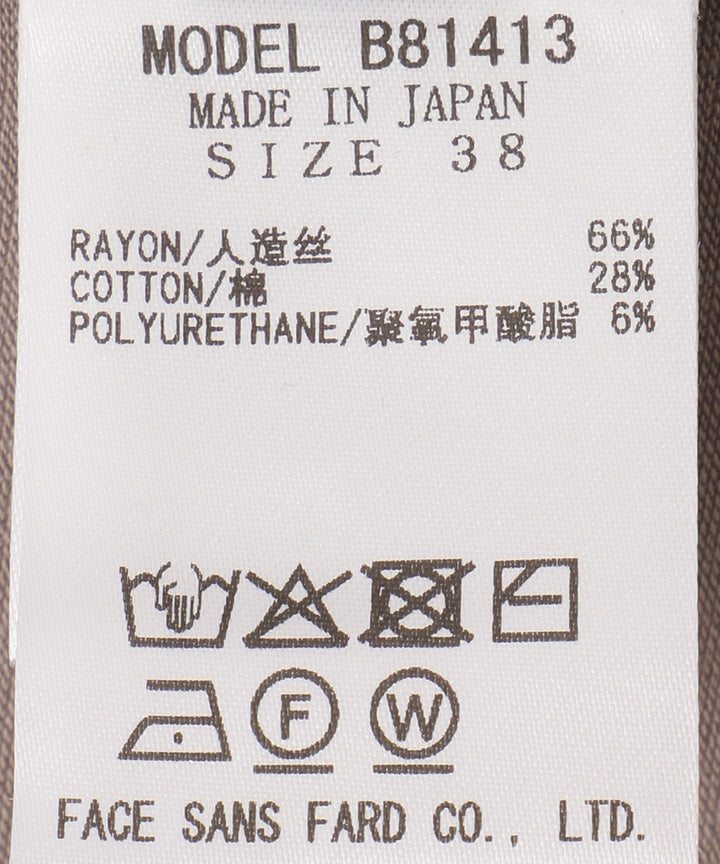 MODEL B81413
MADE IN JAPAN
SIZE 38
RAYON/人造丝 66%
COTTON/棉 28%
POLYURETHANE/聚氨甲酸脂 6%
F W
FACE SANS FARD CO., LTD.